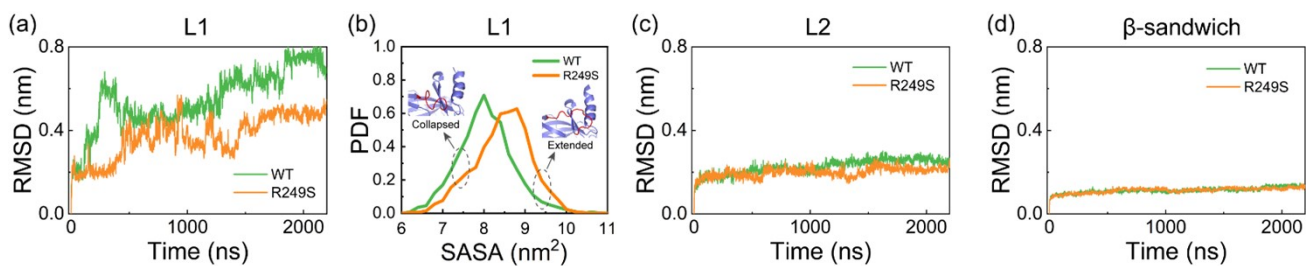 (a) L1
RMSD (nm)
0.8
0.4
0.0
0 1000 2000
Time (ns)
WT
R249S
(b) L1
PDF
1.0
0.8
0.6
0.4
0.2
0.0
6 7 8 9 10 11
SASA (nm²)
WT
R249S
Collapsed
Extended
(c) L2
RMSD (nm)
0.8
0.4
0.0
0 1000 2000
Time (ns)
WT
R249S
(d) β-sandwich
RMSD (nm)
0.8
0.4
0.0
0 1000 2000
Time (ns)
WT
R249S